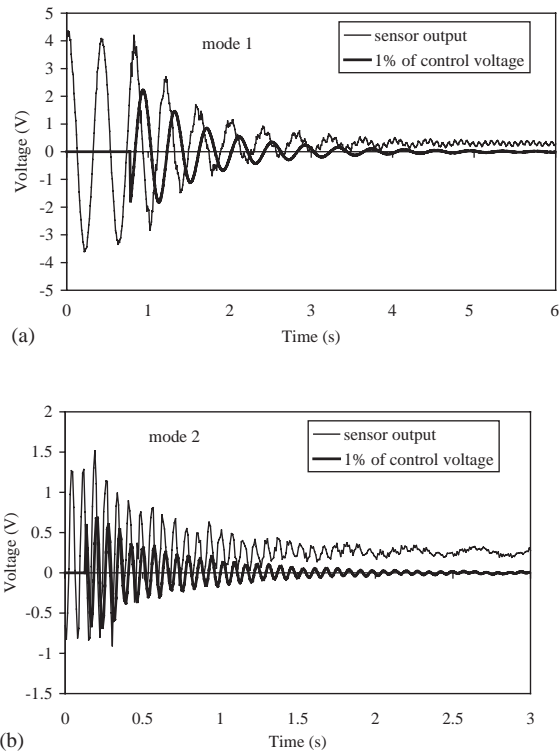 5
4
3
2
1
0
-1
-2
-3
-4
-5
Voltage (V)
mode 1
sensor output
1% of control voltage
0 1 2 3 4 5 6
Time (s)
(a)
2
1.5
1
0.5
0
-0.5
-1
-1.5
Voltage (V)
mode 2
sensor output
1% of control voltage
0 0.5 1 1.5 2 2.5 3
Time (s)
(b)